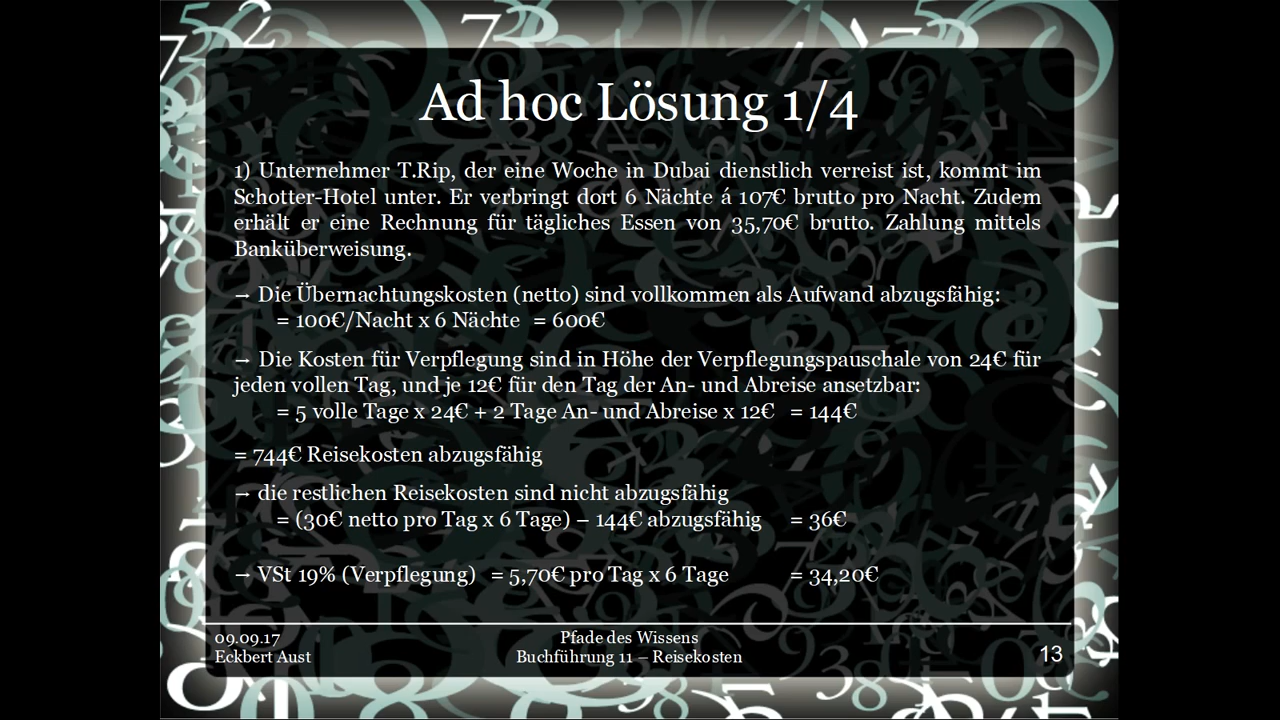 Ad hoc Lösung 1/4
1) Unternehmer T.Rip, der eine Woche in Dubai dienstlich verreist ist, kommt im
Schotter-Hotel unter. Er verbringt dort 6 Nächte á 107€ brutto pro Nacht. Zudem
erhält er eine Rechnung für tägliches Essen von 35,70€ brutto. Zahlung mittels
Banküberweisung.
→ Die Übernachtungskosten (netto) sind vollkommen als Aufwand abzugsfähig:
= 100€/Nacht x 6 Nächte = 600€
→ Die Kosten für Verpflegung sind in Höhe der Verpflegungspauschale von 24€ für
jeden vollen Tag, und je 12€ für den Tag der An- und Abreise ansetzbar:
= 5 volle Tage x 24€ + 2 Tage An- und Abreise x 12€ = 144€
= 744€ Reisekosten abzugsfähig
→ die restlichen Reisekosten sind nicht abzugsfähig
= (30€ netto pro Tag x 6 Tage) – 144€ abzugsfähig = 36€
→ VSt 19% (Verpflegung) = 5,70€ pro Tag x 6 Tage = 34,20€
09.09.17
Eckbert Aust
Pfade des Wissens
Buchführung 11 – Reisekosten
13